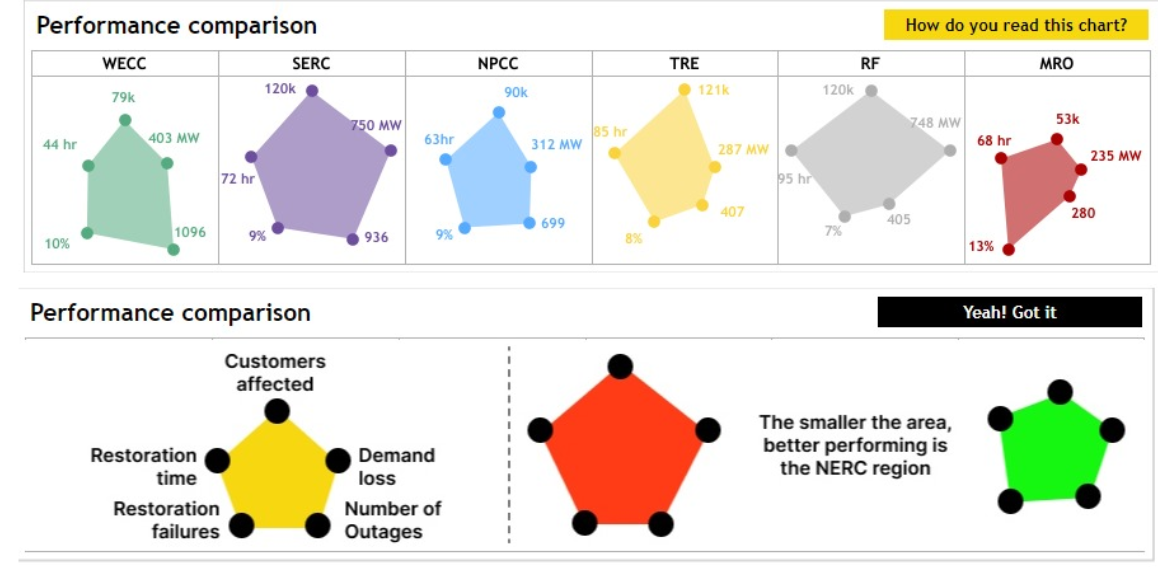 Performance comparison
How do you read this chart?
WECC
SERC
NPCC
TRE
RF
MRO
79k
44 hr
403 MW
10%
1096
120k
750 MW
72 hr
9%
936
90k
63hr
312 MW
9%
699
121k
85 hr
287 MW
407
8%
120k
748 MW
95 hr
405
7%
53k
68 hr
235 MW
280
13%
Performance comparison
Yeah! Got it
Customers
affected
Restoration
time
Demand
loss
Restoration
failures
Number of
Outages
The smaller the area,
better performing is
the NERC region